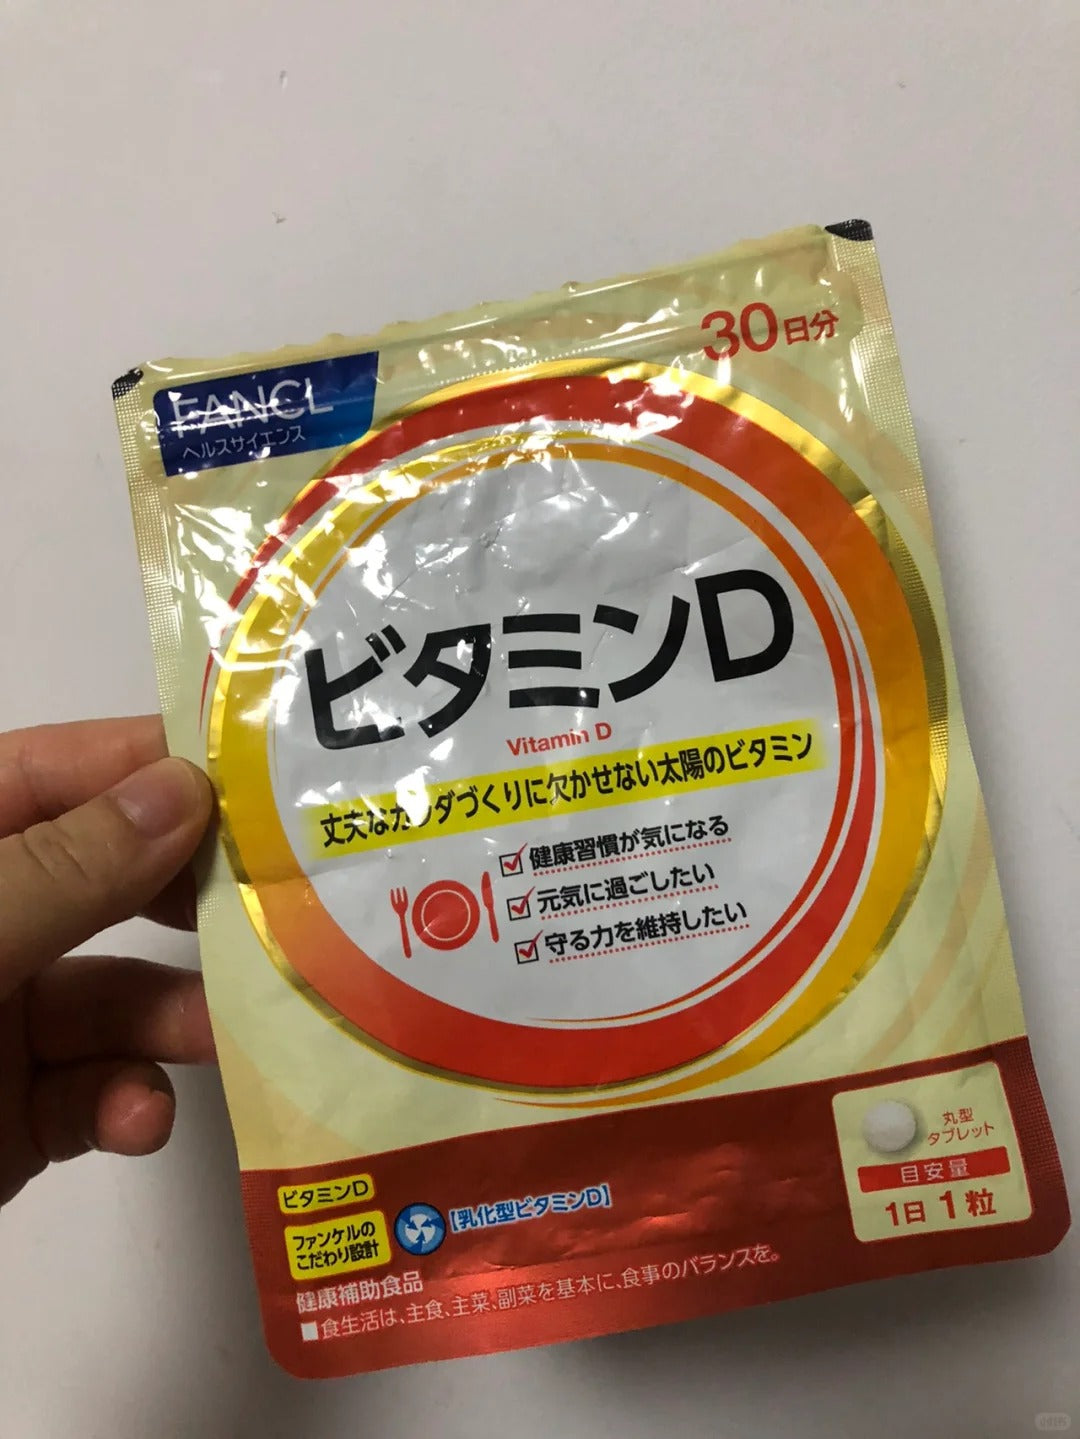 30日分
FANCL
ヘルスサイエンス
ビタミンD
Vitamin D
丈夫なカラダづくりに欠かせない太陽のビタミン
健康習慣が気になる
元気に過ごしたい
守る力を維持したい
丸型
タブレット
目安量
1日1粒
ビタミンD
ファンケルの
こだわり設計
【乳化型ビタミンD】
健康補助食品
■食生活は、主食、主菜、副菜を基本に、食事のバランスを。